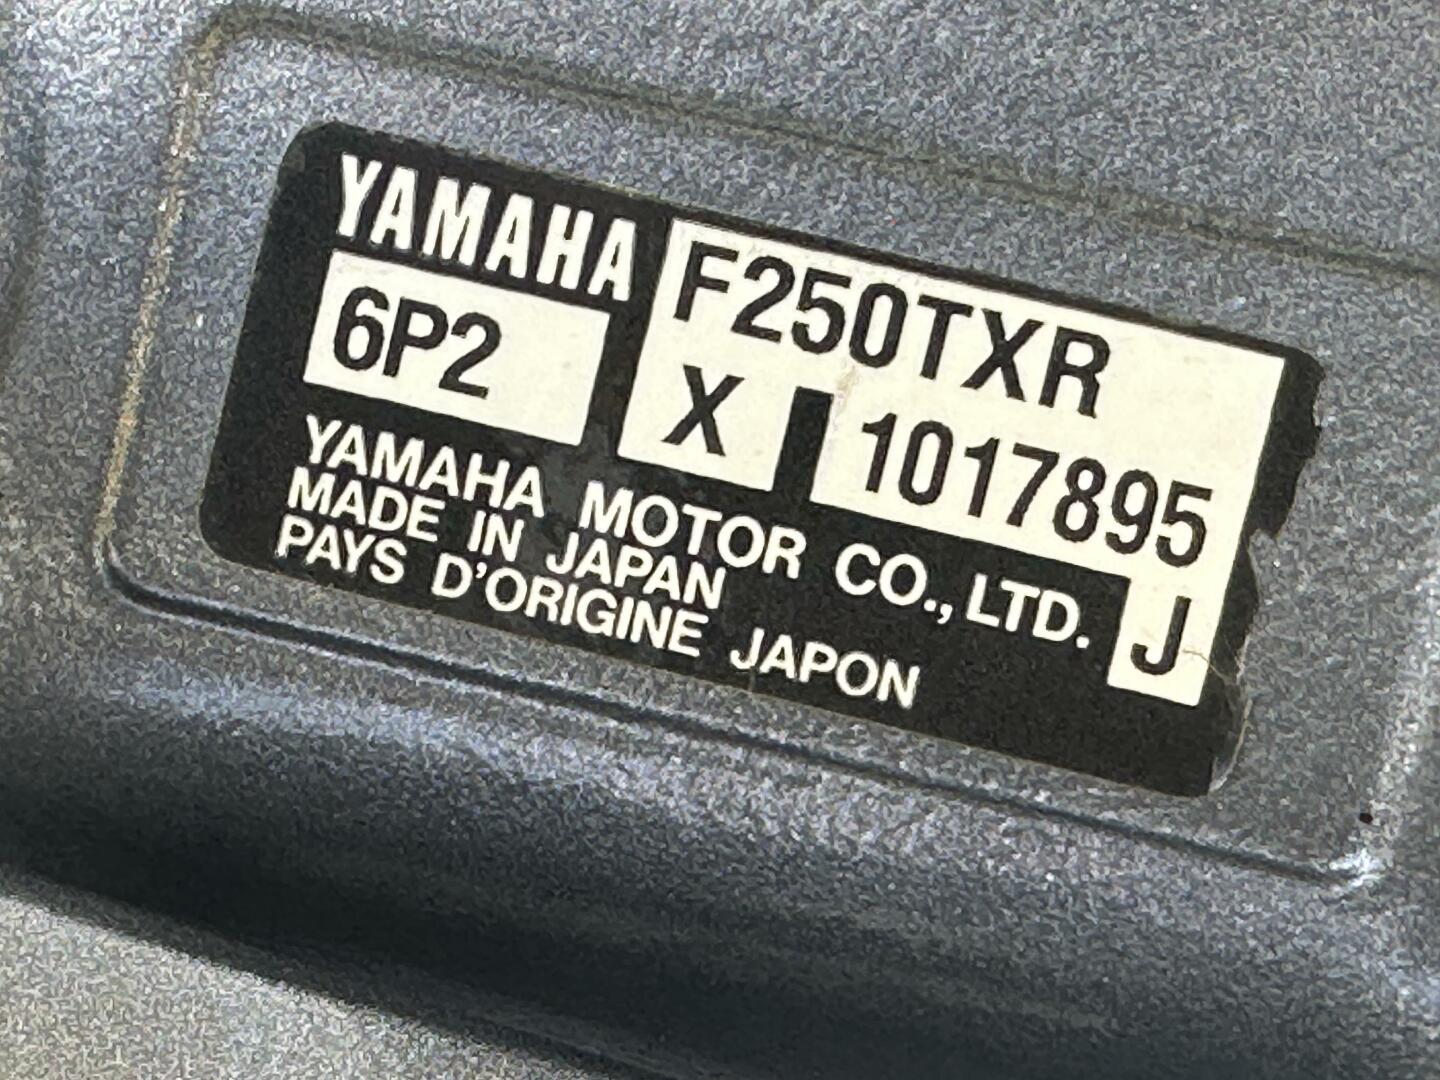 YAMAHA F250TXR
6P2 X 1017895
YAMAHA MOTOR CO., LTD. J
MADE IN JAPAN
PAYS D'ORIGINE JAPON